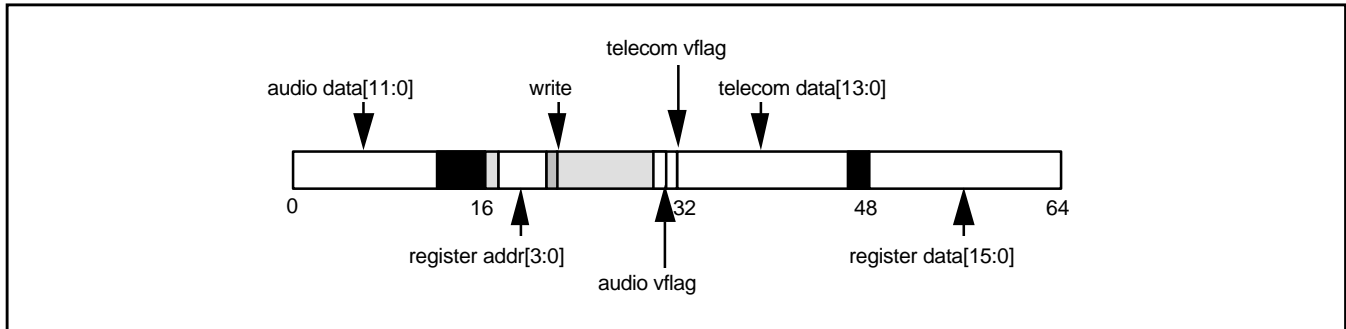 telecom vflag
audio data[11:0] write telecom data[13:0]
0 16 32 48 64
register addr[3:0] register data[15:0]
audio vflag